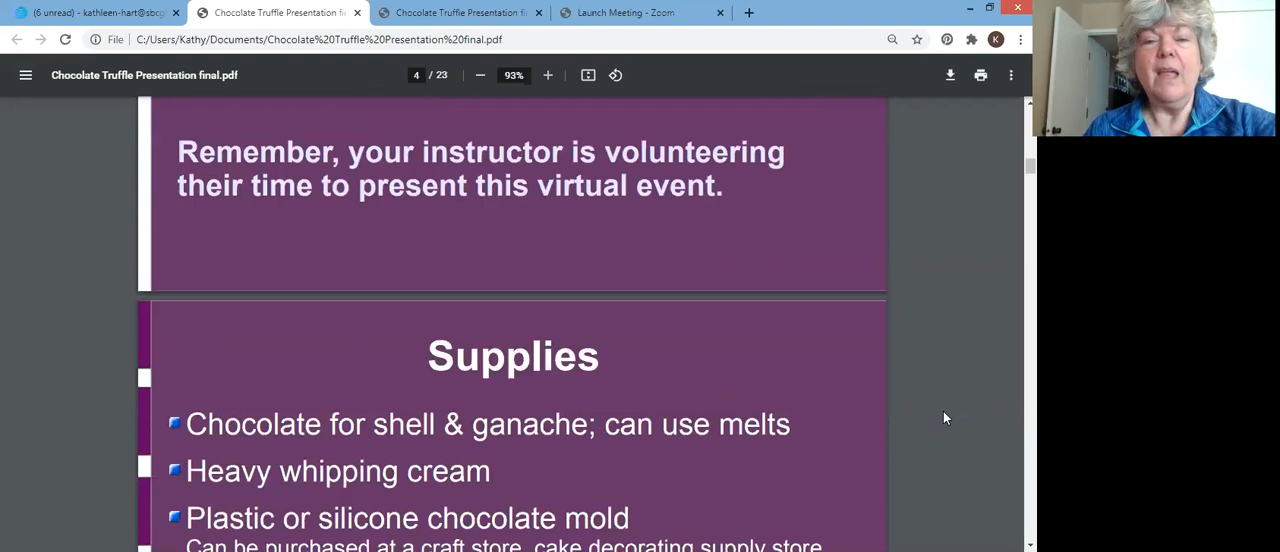 (6 unread) - kathleen-hart@sbcg
Chocolate Truffle Presentation fi
Chocolate Truffle Presentation fi
Launch Meeting - Zoom
File
C:/Users/Kathy/Documents/Chocolate%20Truffle%20Presentation%20final.pdf
K
Chocolate Truffle Presentation final.pdf
4 / 23
93%
Remember, your instructor is volunteering
their time to present this virtual event.
Supplies
Chocolate for shell & ganache; can use melts
Heavy whipping cream
Plastic or silicone chocolate mold
Can be purchased at a craft store, cake decorating supply store